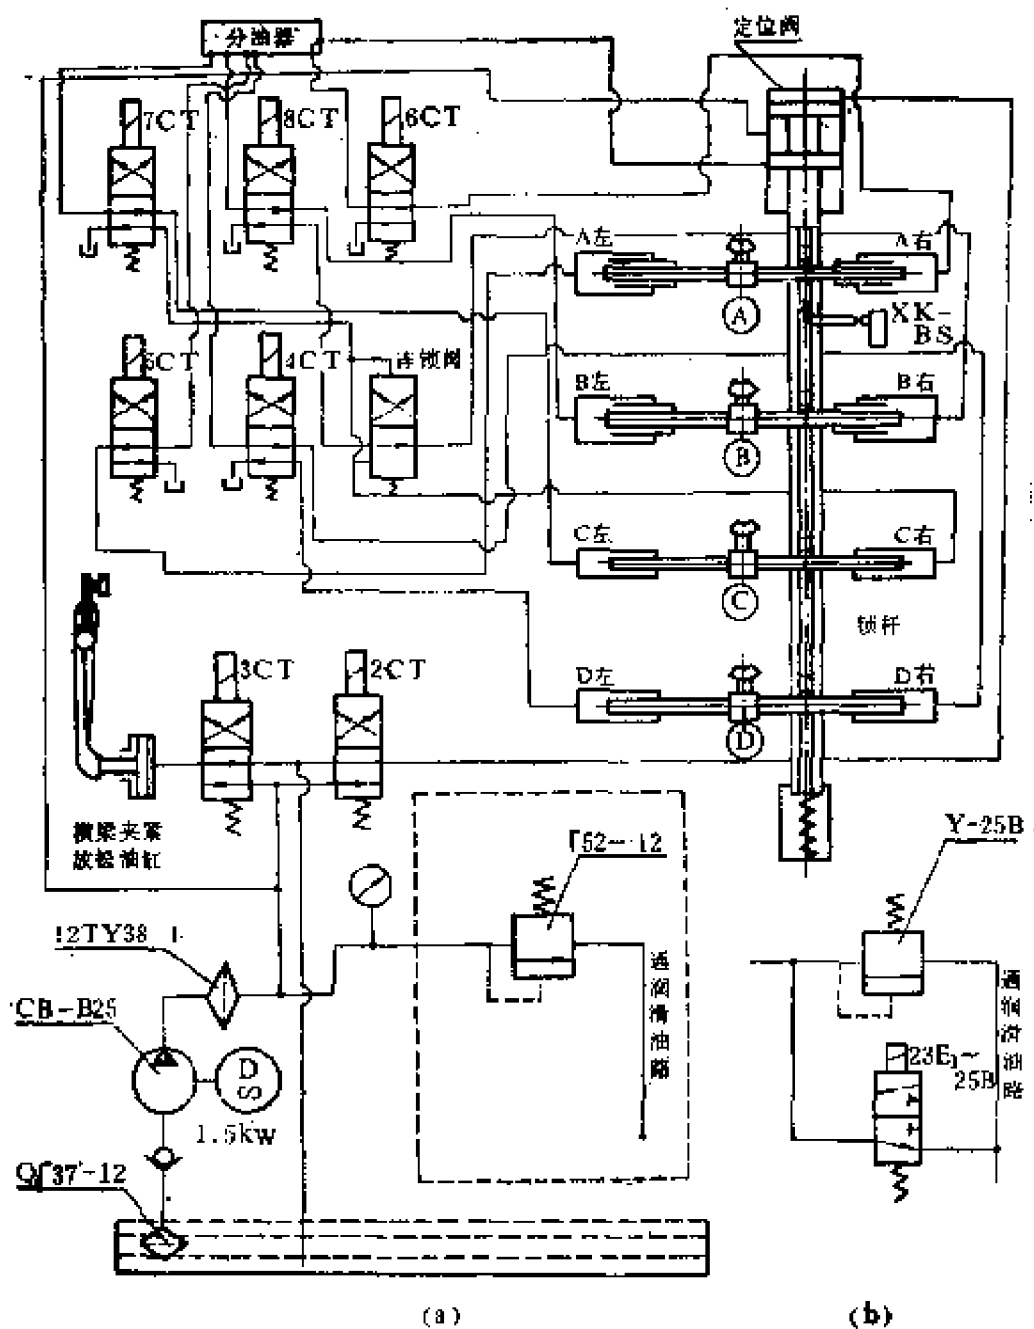 定位阀
分油器
7CT
8CT
6CT
A左
A右
A
XK-
BS
5CT
4CT
连锁阀
B左
B右
B
C左
C右
C
锁杆
3CT
2CT
D左
D右
D
横梁夹紧
放松油缸
Г52-12
Y-25B
12TY38
CB-B25
D
S
1.5kW
通润滑油路
23E₁~
25B
通润滑油路
(a)
(b)